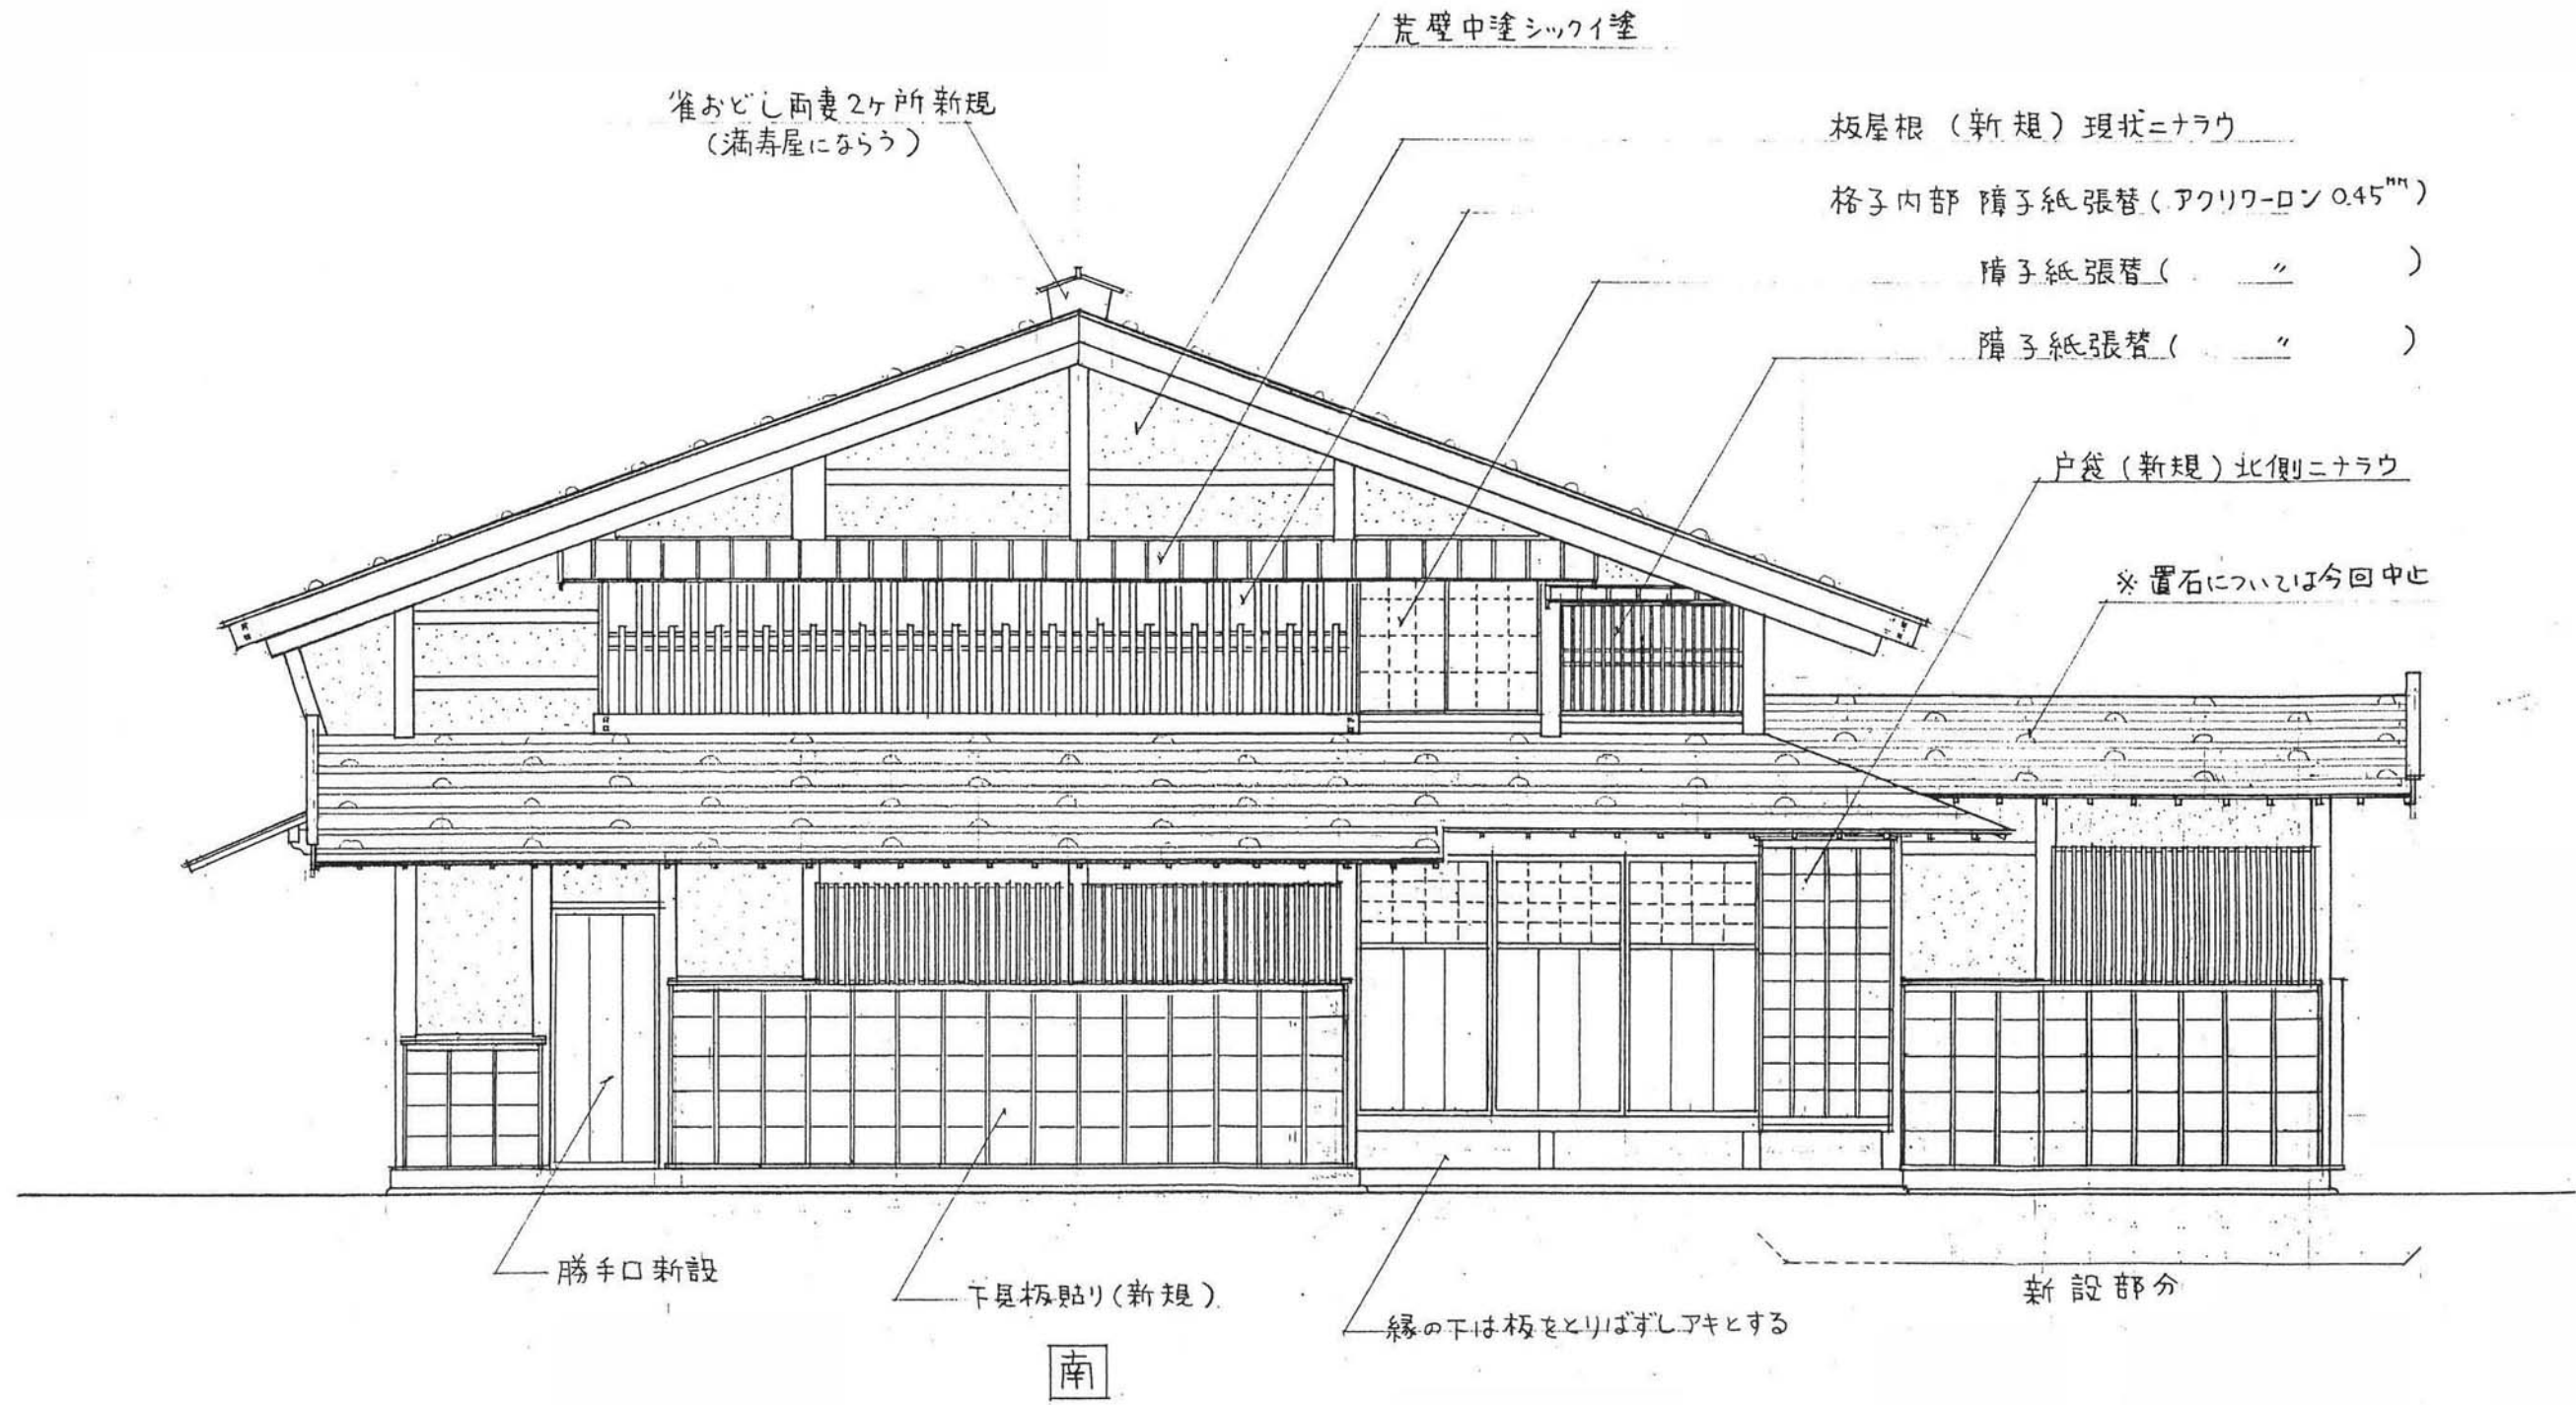 荒壁中塗シックイ塗
雀おどし両妻2ヶ所新規
(満寿屋にならう)
板屋根(新規)現状ニナラウ
格子内部 障子紙張替(アクリワーロン0.45MM)
障子紙張替( 〃 )
障子紙張替( 〃 )
戸袋(新規)北側ニナラウ
※置石については今回中止
勝手口新設
下見板貼り(新規)
縁の下は板をとりはずしアキとする
新設部分
南